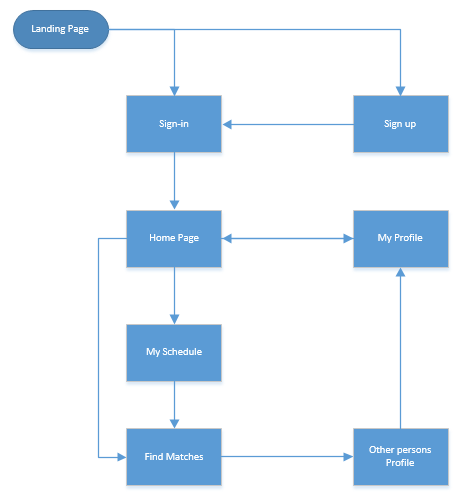 Landing Page
Sign-in
Sign up
Home Page
My Profile
My Schedule
Find Matches
Other persons
Profile